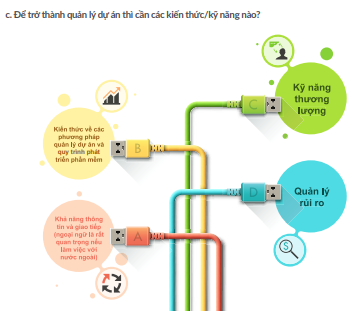 c. Để trở thành quản lý dự án thì cần các kiến thức/kỹ năng nào?
Kỹ năng
thương
lượng
C
Kiến thức về các
phương pháp
quản lý dự án và
quy trình phát
triển phần mềm
B
D
Quản lý
rủi ro
Khả năng thông
tin và giao tiếp
(ngoại ngữ là rất
quan trọng nếu
làm việc với
nước ngoài)
A